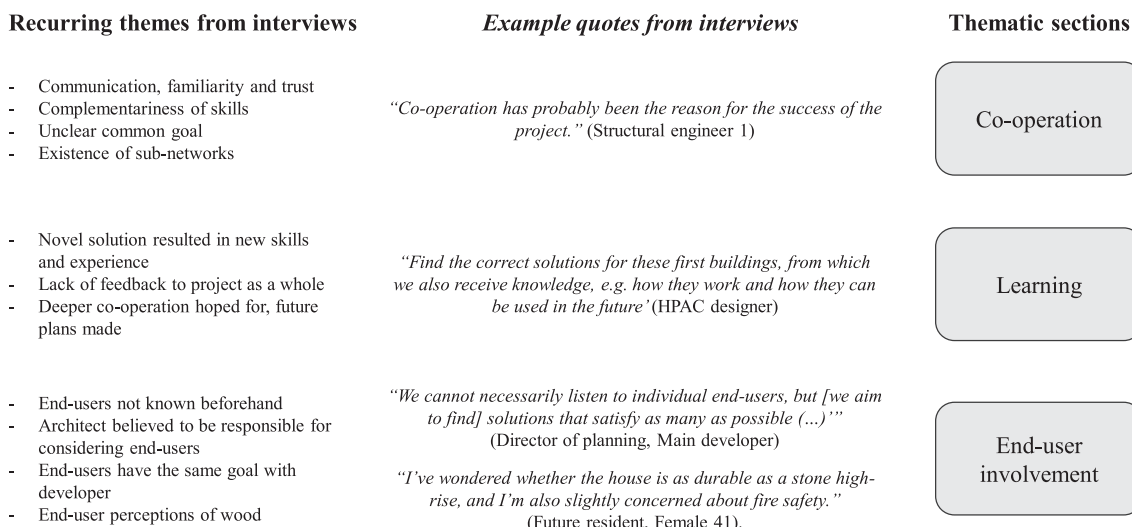 Recurring themes from interviews
Example quotes from interviews
Thematic sections
- Communication, familiarity and trust
- Complementariness of skills
- Unclear common goal
- Existence of sub-networks
“Co-operation has probably been the reason for the success of the
project.” (Structural engineer 1)
Co-operation
- Novel solution resulted in new skills
and experience
- Lack of feedback to project as a whole
- Deeper co-operation hoped for, future
plans made
“Find the correct solutions for these first buildings, from which
we also receive knowledge, e.g. how they work and how they can
be used in the future’ (HPAC designer)
Learning
- End-users not known beforehand
- Architect believed to be responsible for
considering end-users
- End-users have the same goal with
developer
- End-user perceptions of wood
“We cannot necessarily listen to individual end-users, but [we aim
to find] solutions that satisfy as many as possible (…)’”
(Director of planning, Main developer)
“I’ve wondered whether the house is as durable as a stone high-
rise, and I’m also slightly concerned about fire safety.”
(Future resident, Female 41).
End-user
involvement